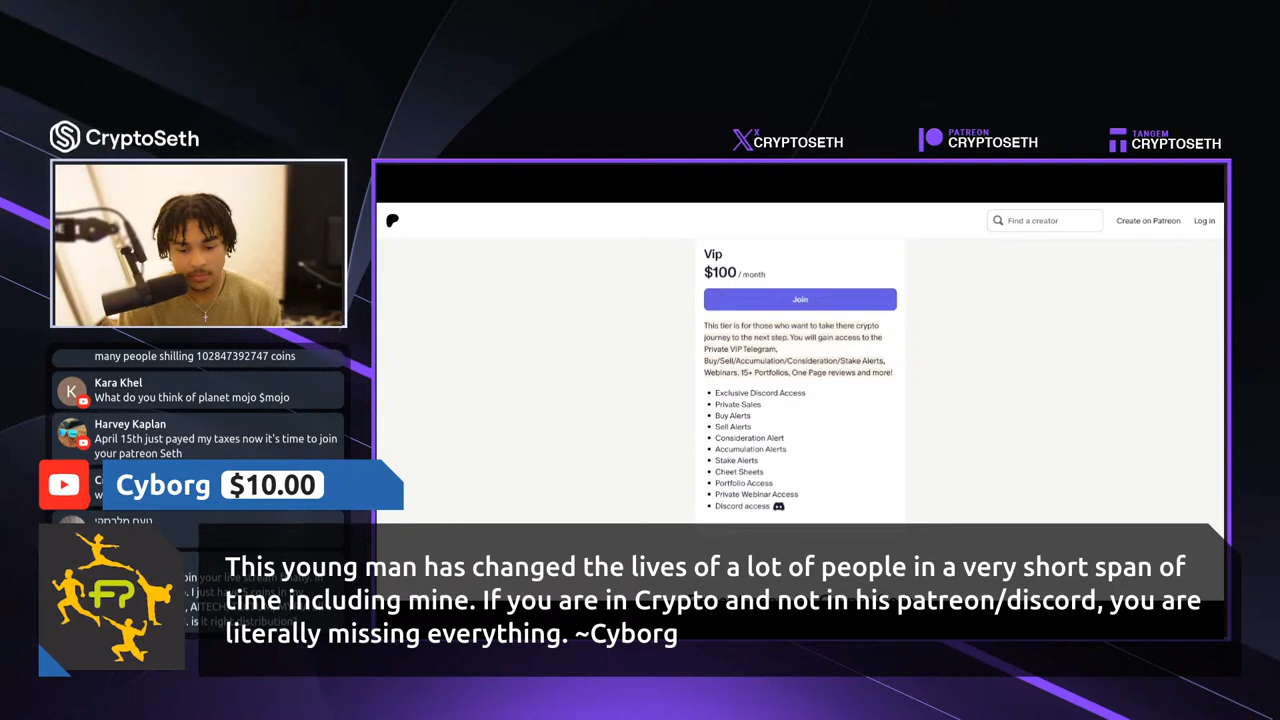 CryptoSeth
X
CRYPTOSETH
PATREON
CRYPTOSETH
TANGEM
CRYPTOSETH
Find a creator
Create on Patreon
Log in
Vip
$100 / month
Join
This tier is for those who want to take there crypto
journey to the next step. You will gain access to the
Private VIP Telegram,
Buy/Sell/Accumulation/Consideration/Stake Alerts,
Webinars, 15+ Portfolios, One Page reviews and more!
Exclusive Discord Access
Private Sales
Buy Alerts
Sell Alerts
Consideration Alert
Accumulation Alerts
Stake Alerts
Cheet Sheets
Portfolio Access
Private Webinar Access
Discord access
many people shilling 102847392747 coins
K
Kara Khel
What do you think of planet mojo $mojo
Harvey Kaplan
April 15th just payed my taxes now it's time to join
your patreon Seth
Cyborg $10.00
This young man has changed the lives of a lot of people in a very short span of
time including mine. If you are in Crypto and not in his patreon/discord, you are
literally missing everything. ~Cyborg